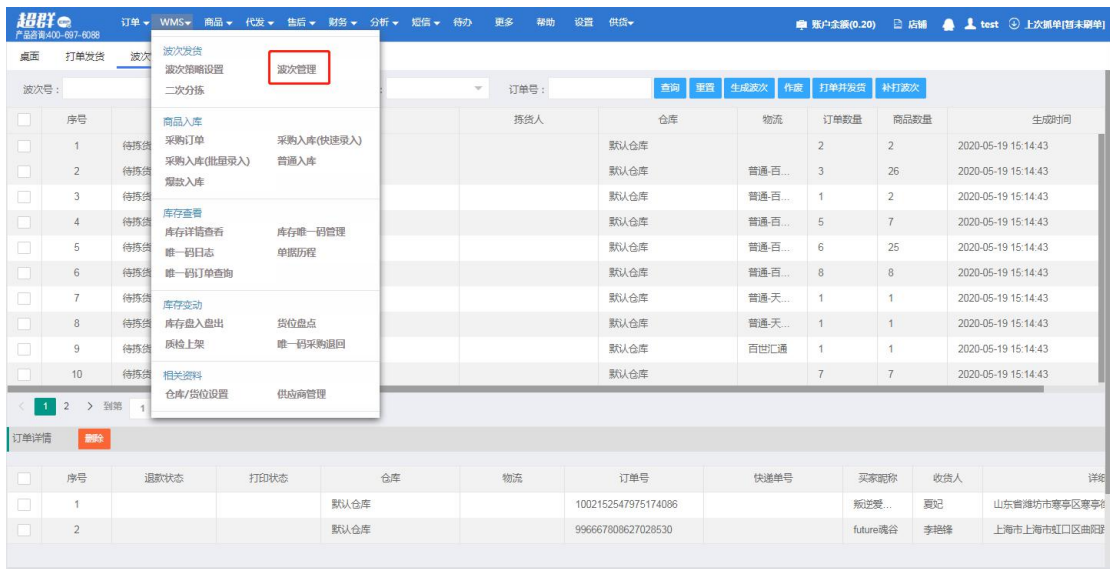 超群 订单 WMS 商品 代发 售后 财务 分析 短信 待办 更多 帮助 设置 供货 账户余额(0.20) 店铺 test 上次抓单[暂未刷单]
产品咨询:400-697-6088
桌面 打单发货 波次
波次号： 订单号： 查询 重置 生成波次 作废 打单并发货 补打波次
波次发货
波次策略设置 波次管理
二次分拣
商品入库
采购订单 采购入库(快速录入)
采购入库(批量录入) 普通入库
爆款入库
库存查看
库存详情查看 库存唯一码管理
唯一码日志 单据历程
唯一码订单查询
库存变动
库存盘入盘出 货位盘点
质检上架 唯一码采购退回
相关资料
仓库/货位设置 供应商管理
序号 拣货人 仓库 物流 订单数量 商品数量 生成时间
1 待拣货 默认仓库 2 2 2020-05-19 15:14:43
2 待拣货 默认仓库 普通-百... 3 26 2020-05-19 15:14:43
3 待拣货 默认仓库 普通-百... 1 2 2020-05-19 15:14:43
4 待拣货 默认仓库 普通-百... 5 7 2020-05-19 15:14:43
5 待拣货 默认仓库 普通-百... 6 25 2020-05-19 15:14:43
6 待拣货 默认仓库 普通-百... 8 8 2020-05-19 15:14:43
7 待拣货 默认仓库 普通-天... 1 1 2020-05-19 15:14:43
8 待拣货 默认仓库 普通-天... 1 1 2020-05-19 15:14:43
9 待拣货 默认仓库 百世汇通 1 1 2020-05-19 15:14:43
10 待拣货 默认仓库 7 7 2020-05-19 15:14:43
1 2 到第 1
订单详情 删除
序号 退款状态 打印状态 仓库 物流 订单号 快递单号 买家昵称 收货人 详细
1 默认仓库 1002152547975174086 叛逆爱... 夏妃 山东省潍坊市寒亭区寒亭街
2 默认仓库 996667808627028530 future魂谷 李艳锋 上海市上海市虹口区曲阳路